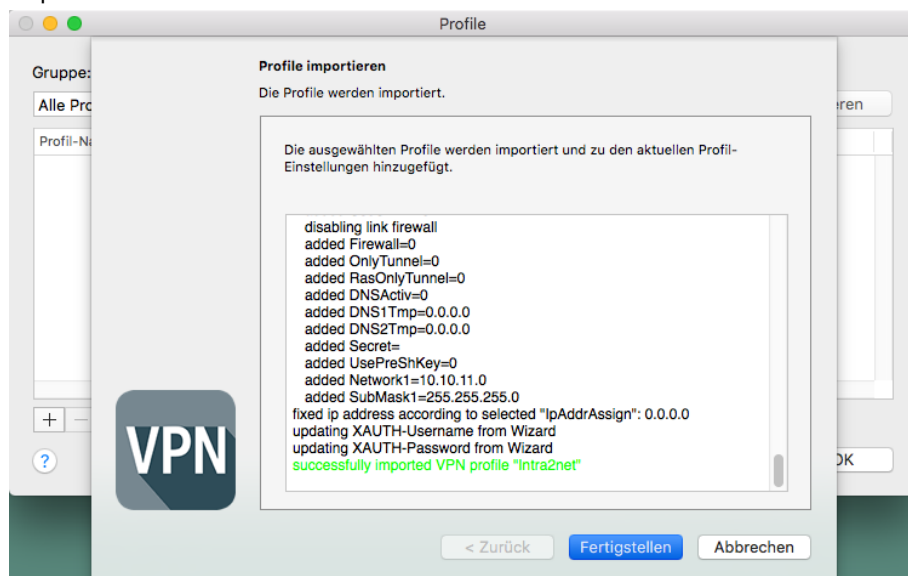 Profile
Gruppe:
Profile importieren
Die Profile werden importiert.
Alle Pro
eren
Profil-Na
Die ausgewählten Profile werden importiert und zu den aktuellen Profil-
Einstellungen hinzugefügt.
disabling link firewall
added Firewall=0
added OnlyTunnel=0
added RasOnlyTunnel=0
added DNSActiv=0
added DNS1Tmp=0.0.0.0
added DNS2Tmp=0.0.0.0
added Secret=
added UsePreShKey=0
added Network1=10.10.11.0
added SubMask1=255.255.255.0
fixed ip address according to selected "IpAddrAssign": 0.0.0.0
updating XAUTH-Username from Wizard
updating XAUTH-Password from Wizard
successfully imported VPN profile "Intra2net"
+ −
VPN
?
OK
< Zurück
Fertigstellen
Abbrechen